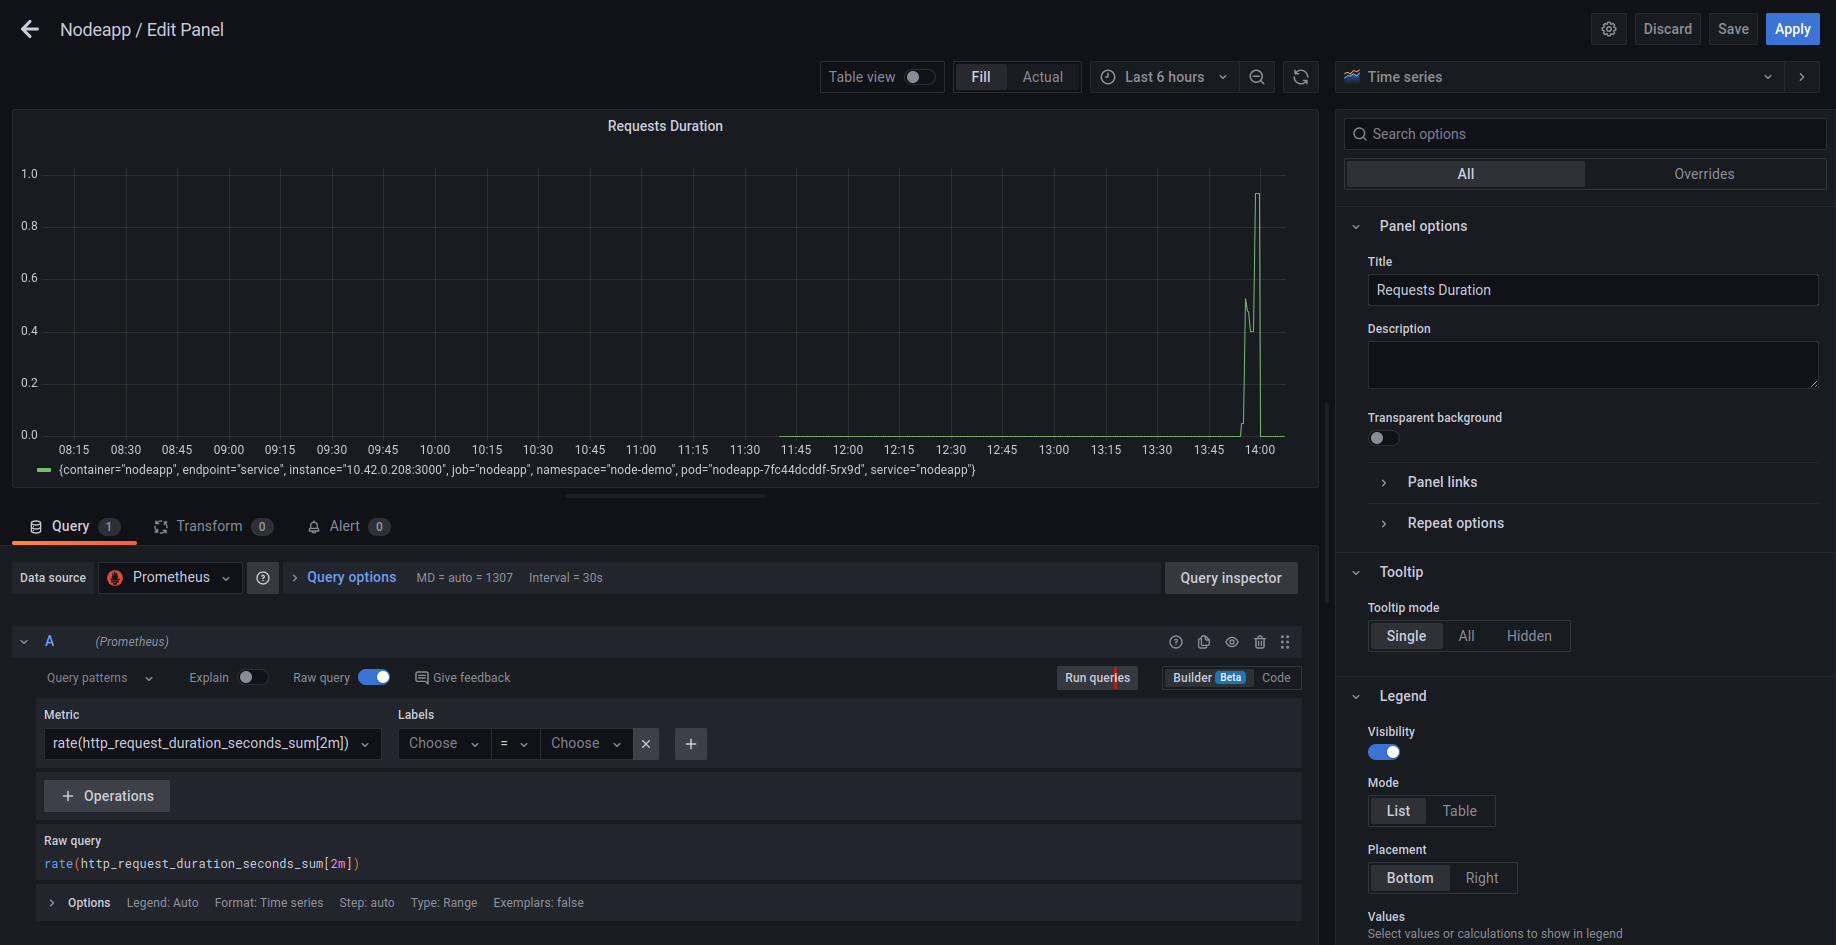 Nodeapp / Edit Panel
Discard
Save
Apply
Table view
Fill
Actual
Last 6 hours
Time series
Requests Duration
1.0
0.8
0.6
0.4
0.2
0.0
08:15 08:30 08:45 09:00 09:15 09:30 09:45 10:00 10:15 10:30 10:45 11:00 11:15 11:30 11:45 12:00 12:15 12:30 12:45 13:00 13:15 13:30 13:45 14:00
{container="nodeapp", endpoint="service", instance="10.42.0.208:3000", job="nodeapp", namespace="node-demo", pod="nodeapp-7fc44dcddf-5rx9d", service="nodeapp"}
Query 1
Transform 0
Alert 0
Data source
Prometheus
Query options
MD = auto = 1307
Interval = 30s
Query inspector
A
(Prometheus)
Query patterns
Explain
Raw query
Give feedback
Run queries
Builder Beta
Code
Metric
Labels
rate(http_request_duration_seconds_sum[2m])
Choose
=
Choose
+ Operations
Raw query
rate(http_request_duration_seconds_sum[2m])
Options
Legend: Auto
Format: Time series
Step: auto
Type: Range
Exemplars: false
Search options
All
Overrides
Panel options
Title
Requests Duration
Description
Transparent background
Panel links
Repeat options
Tooltip
Tooltip mode
Single
All
Hidden
Legend
Visibility
Mode
List
Table
Placement
Bottom
Right
Values
Select values or calculations to show in legend